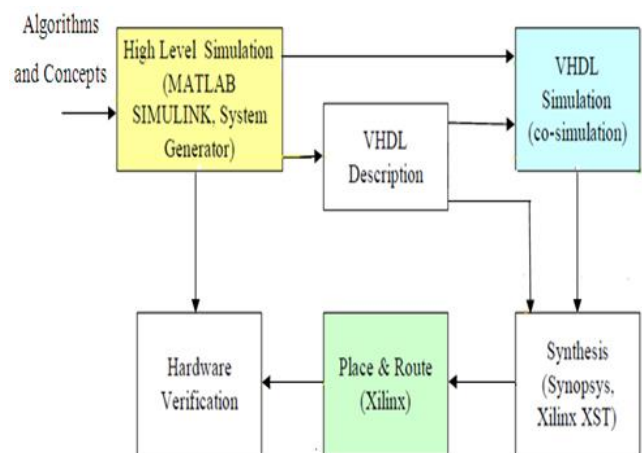 Algorithms
and Concepts
High Level Simulation
(MATLAB
SIMULINK, System
Generator)
VHDL
Description
VHDL
Simulation
(co-simulation)
Hardware
Verification
Place & Route
(Xilinx)
Synthesis
(Synopsys,
Xilinx XST)